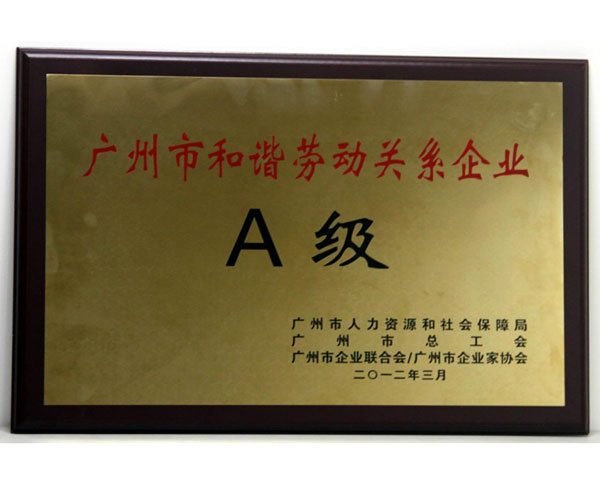 广州市和谐劳动关系企业
A 级
广州市人力资源和社会保障局
广州市总工会
广州市企业联合会/广州市企业家协会
二〇一二年三月